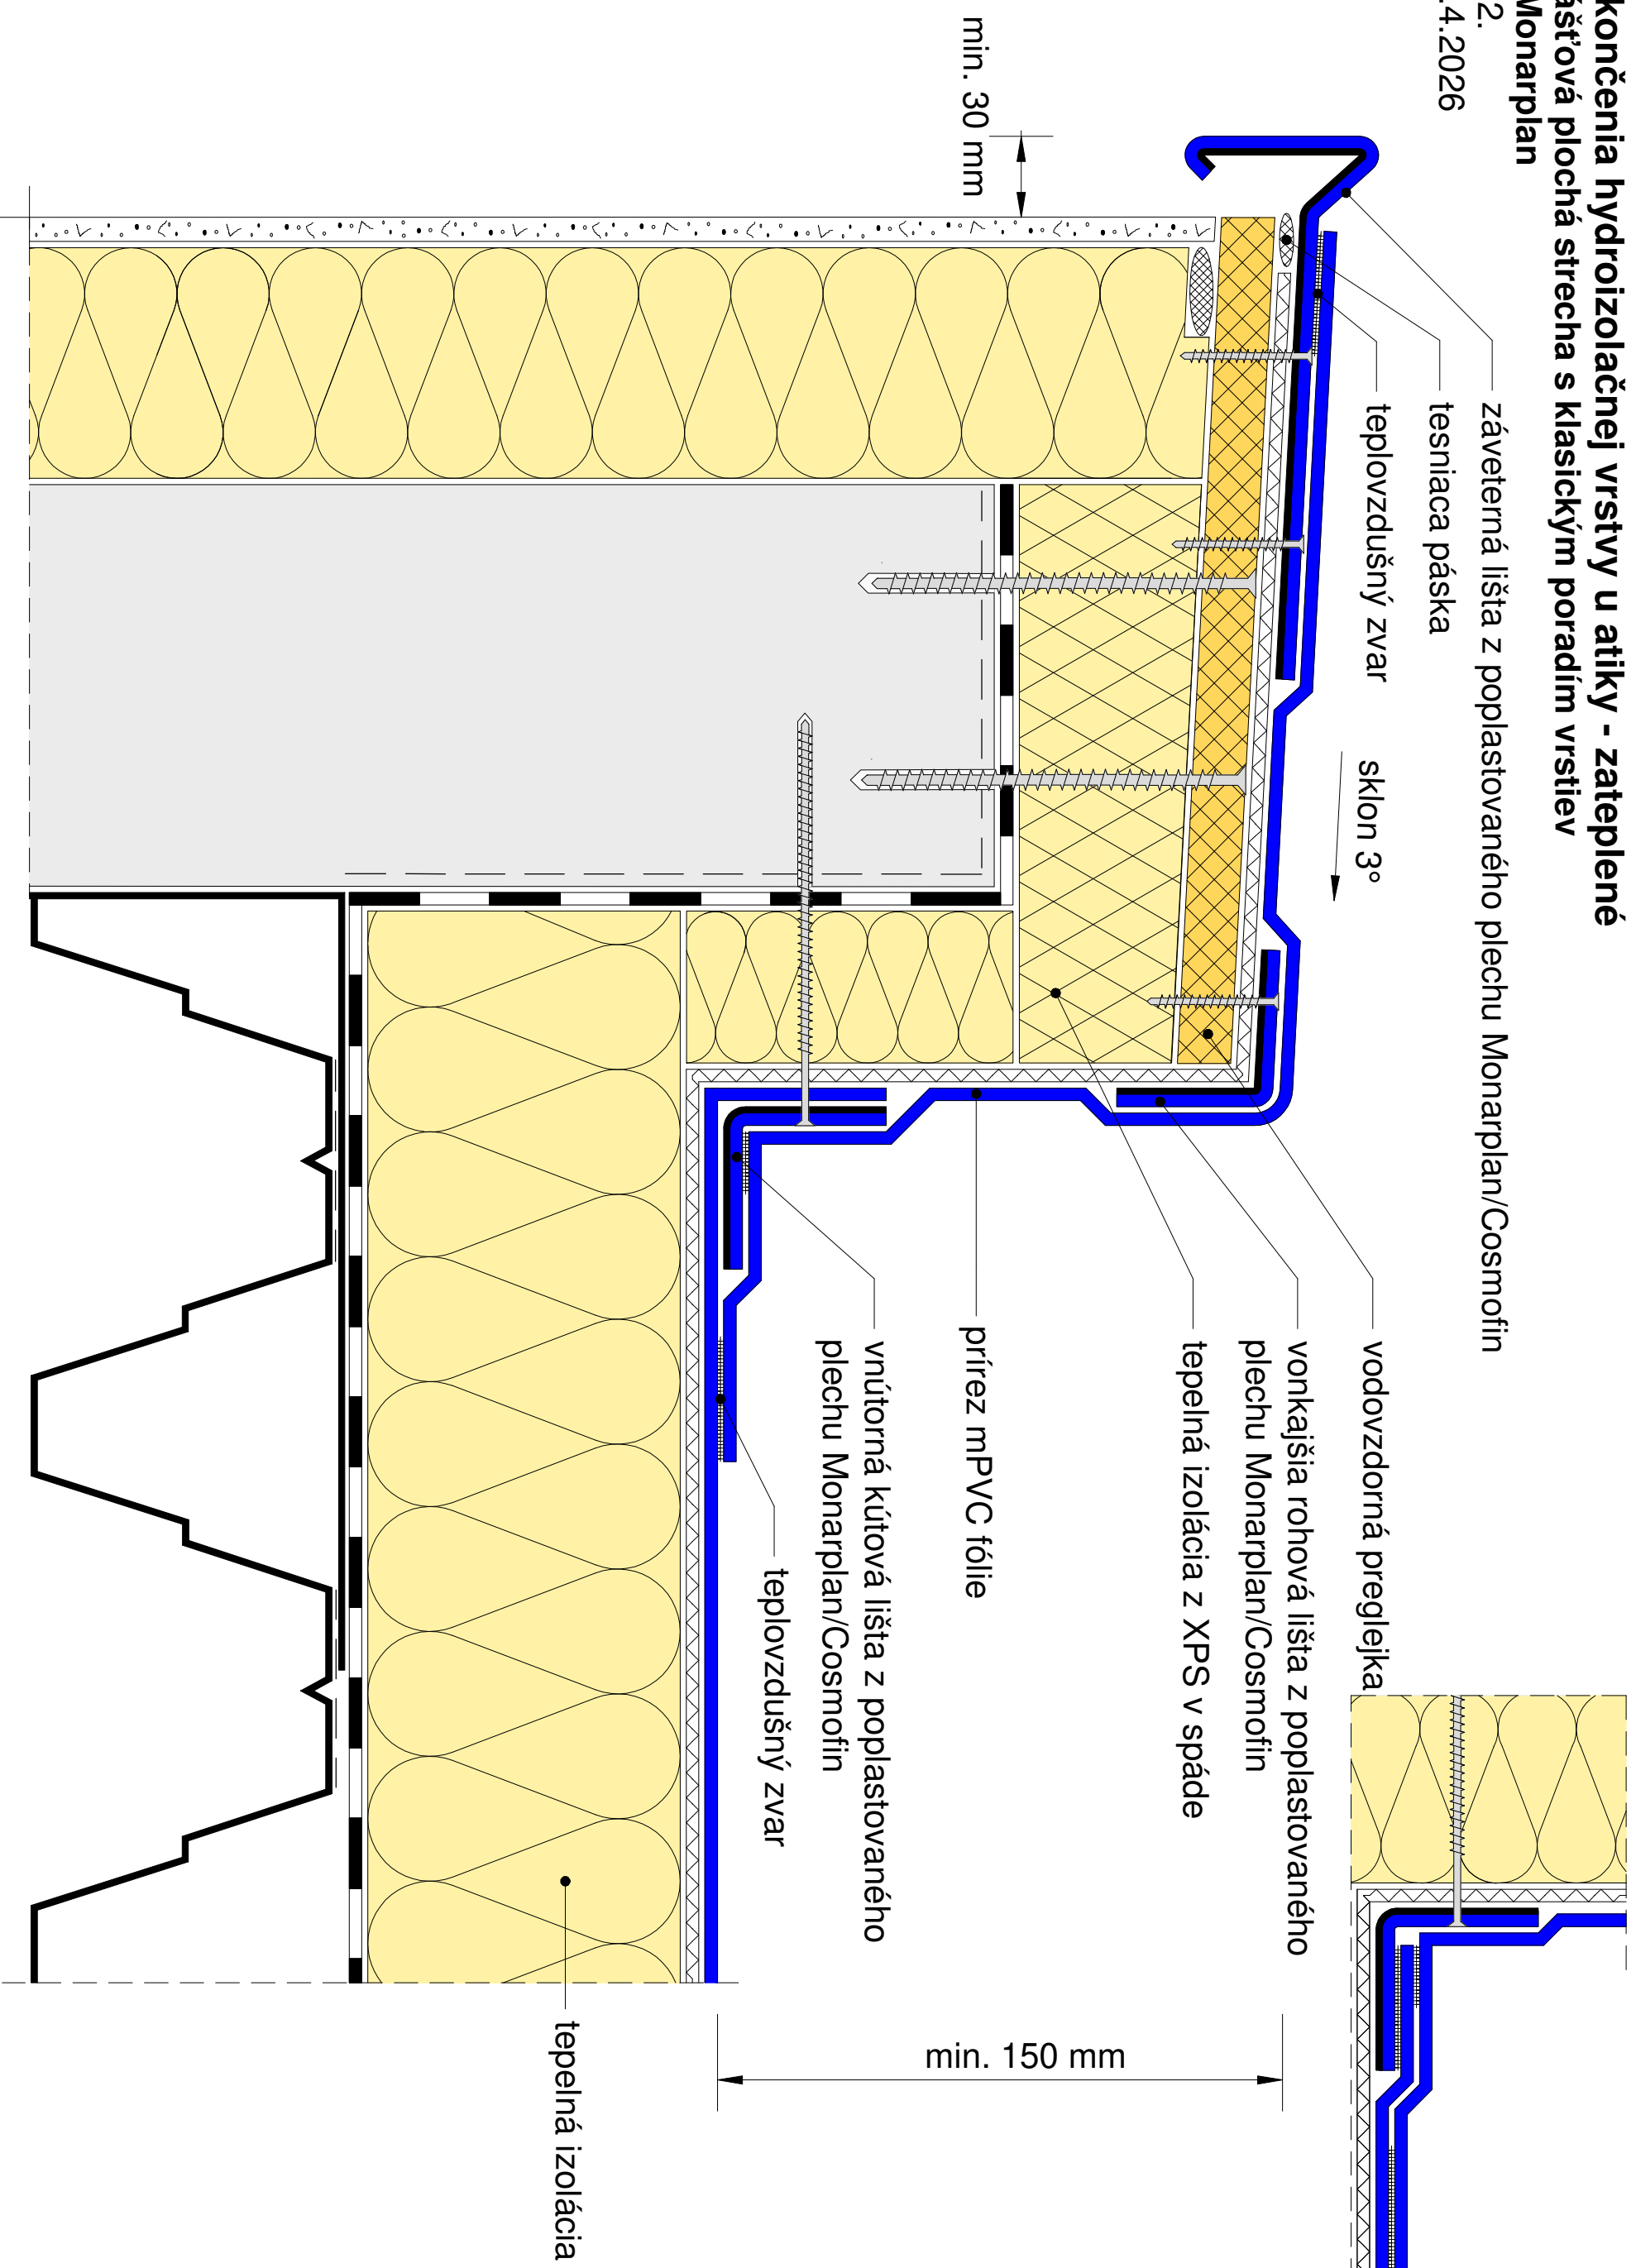 končenia hydroizolačnej vrstvy u atiky - zateplené
ášťová plochá strecha s klasickým poradím vrstiev
Monarplan
2.
.4.2026
záveterná lišta z poplastovaného plechu Monarplan/Cosmofin
tesniaca páska
teplovzdušný zvar
sklon 3°
min. 30 mm
vodovzdorná preglejka
vonkajšia rohová lišta z poplastovaného
plechu Monarplan/Cosmofin
tepelná izolácia z XPS v spáde
prírez mPVC fólie
vnútorná kútová lišta z poplastovaného
plechu Monarplan/Cosmofin
teplovzdušný zvar
min. 150 mm
tepelná izolácia